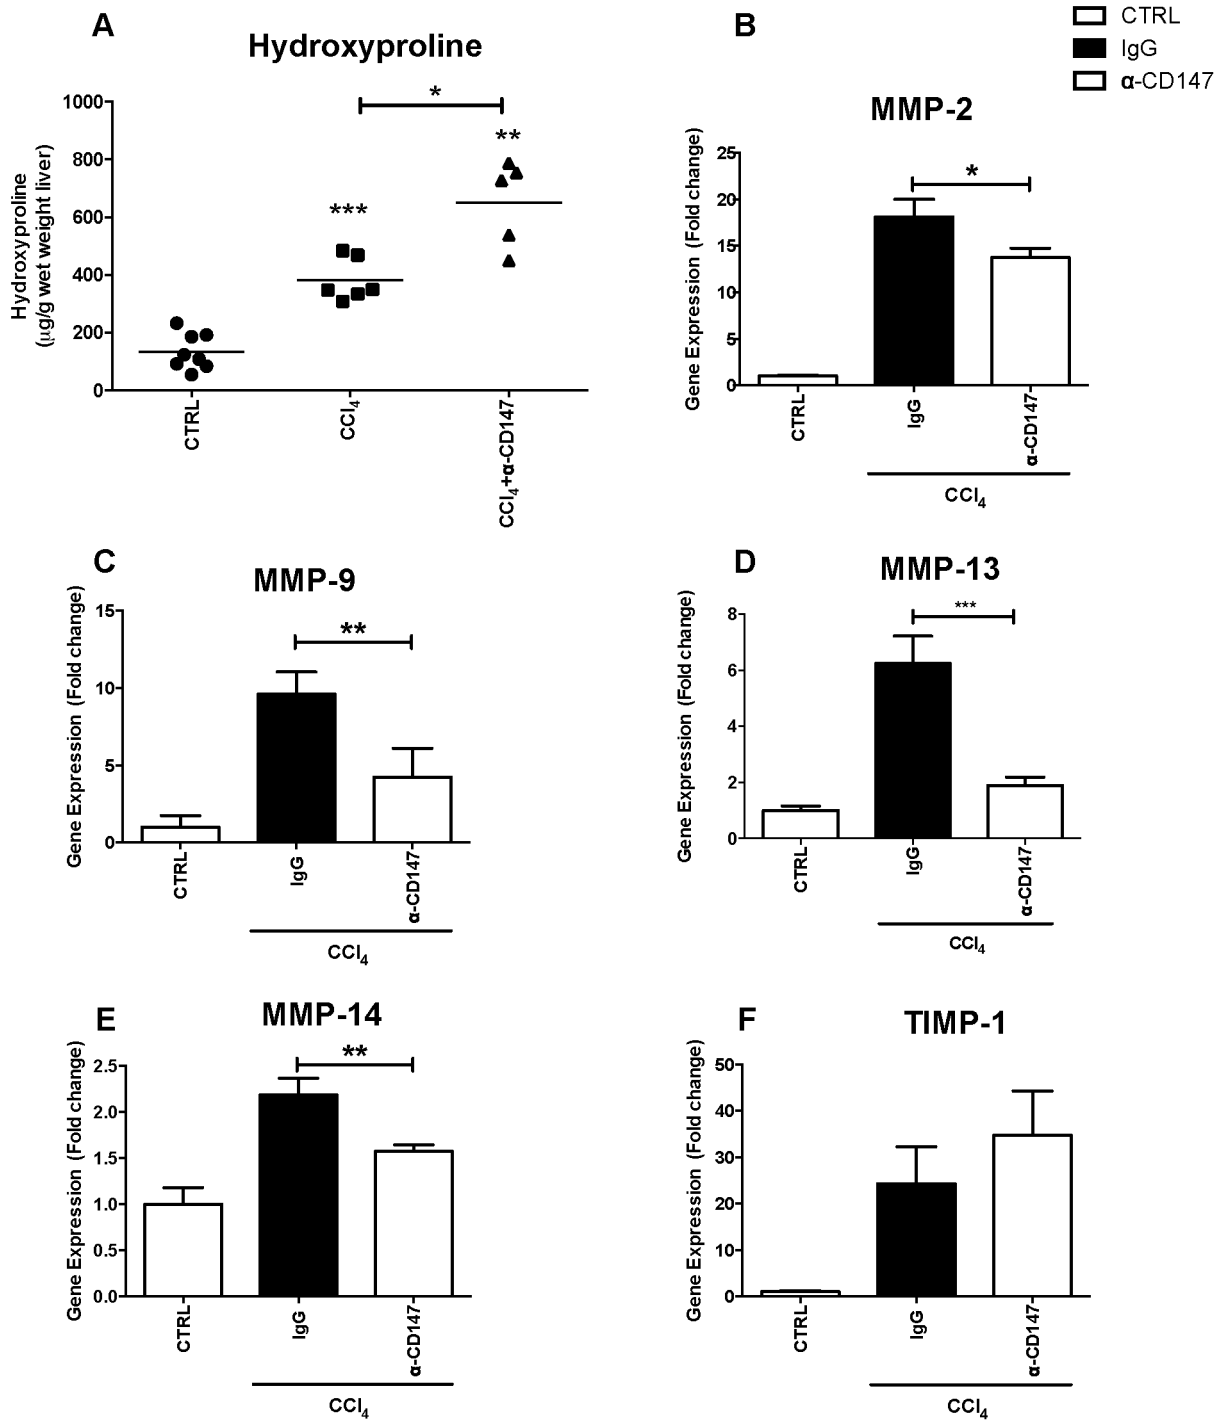 A
Hydroxyproline
Hydroxyproline
(μg/g wet weight liver)
1000
800
600
400
200
0
*
**
***
CTRL
CCl4
CCl4+α-CD147
B
CTRL
IgG
α-CD147
MMP-2
Gene Expression (Fold change)
25
20
15
10
5
0
*
CTRL
IgG
α-CD147
CCl4
C
MMP-9
Gene Expression (Fold change)
15
10
5
0
**
CTRL
IgG
α-CD147
CCl4
D
MMP-13
Gene Expression (Fold change)
8
6
4
2
0
***
CTRL
IgG
α-CD147
CCl4
E
MMP-14
Gene Expression (Fold change)
2.5
2.0
1.5
1.0
0.5
0.0
**
CTRL
IgG
α-CD147
CCl4
F
TIMP-1
Gene Expression (Fold change)
50
40
30
20
10
0
CTRL
IgG
α-CD147
CCl4